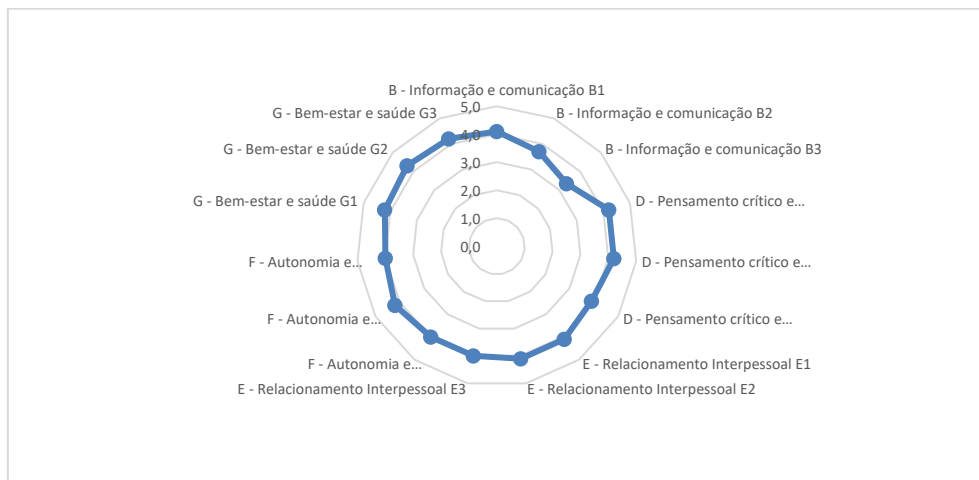 B - Informação e comunicação B1
B - Informação e comunicação B2
B - Informação e comunicação B3
D - Pensamento crítico e...
D - Pensamento crítico e...
D - Pensamento crítico e...
E - Relacionamento Interpessoal E1
E - Relacionamento Interpessoal E2
E - Relacionamento Interpessoal E3
F - Autonomia e...
F - Autonomia e...
F - Autonomia e...
G - Bem-estar e saúde G1
G - Bem-estar e saúde G2
G - Bem-estar e saúde G3
5,0
4,0
3,0
2,0
1,0
0,0